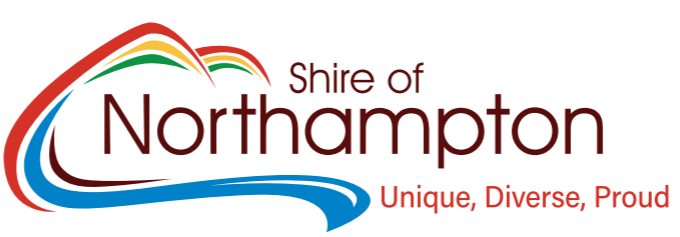 Shire of
Northampton
Unique, Diverse, Proud